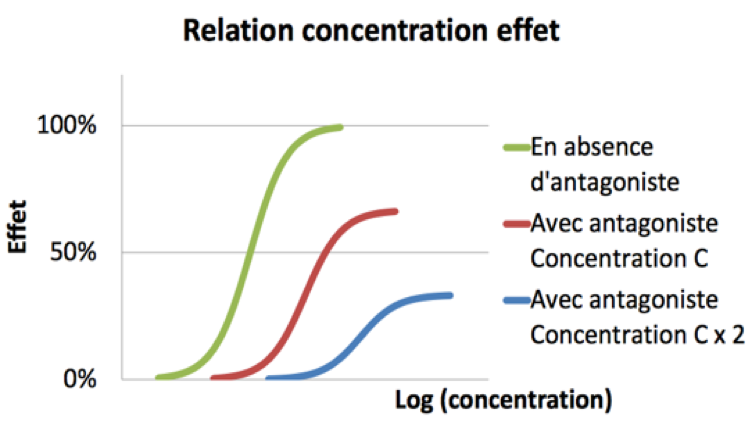 Relation concentration effet
100%
50%
0%
Effet
Log (concentration)
En absence
d'antagoniste
Avec antagoniste
Concentration C
Avec antagoniste
Concentration C x 2